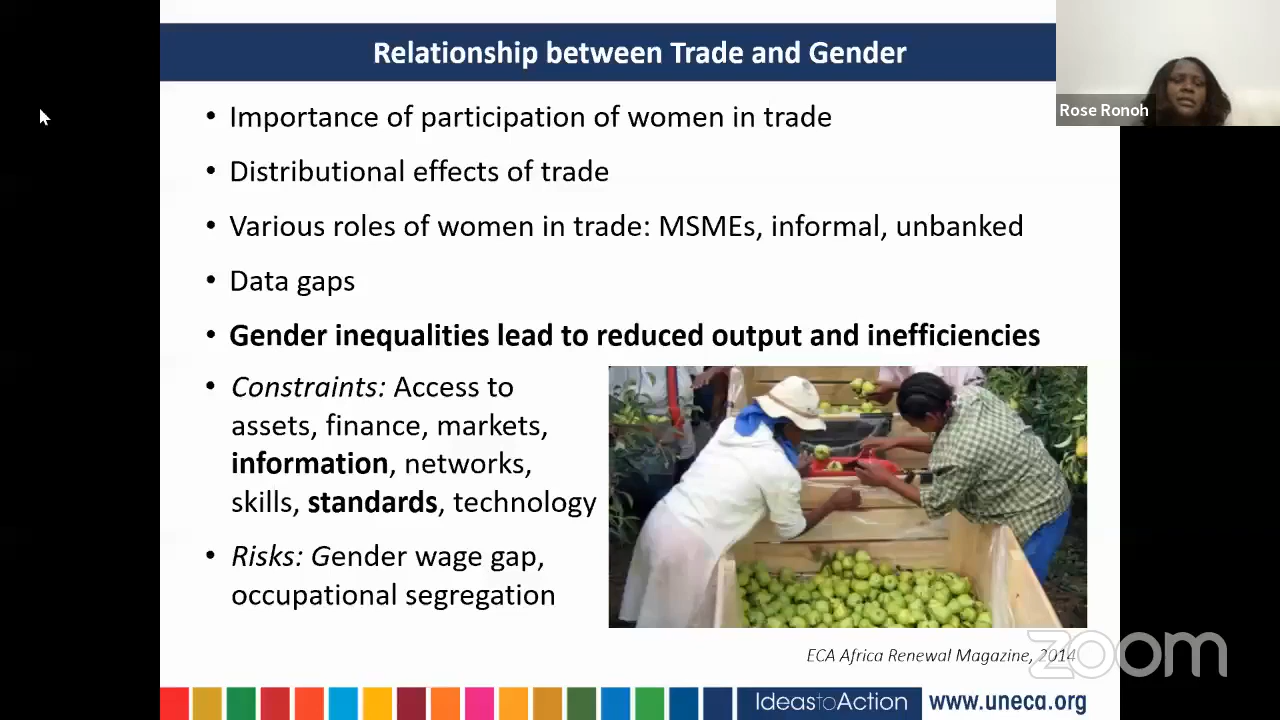 Relationship between Trade and Gender
Rose Ronoh
• Importance of participation of women in trade
• Distributional effects of trade
• Various roles of women in trade: MSMEs, informal, unbanked
• Data gaps
• Gender inequalities lead to reduced output and inefficiencies
• Constraints: Access to
assets, finance, markets,
information, networks,
skills, standards, technology
• Risks: Gender wage gap,
occupational segregation
ECA Africa Renewal Magazine, 2014
zoom
IdeastoAction
www.uneca.org